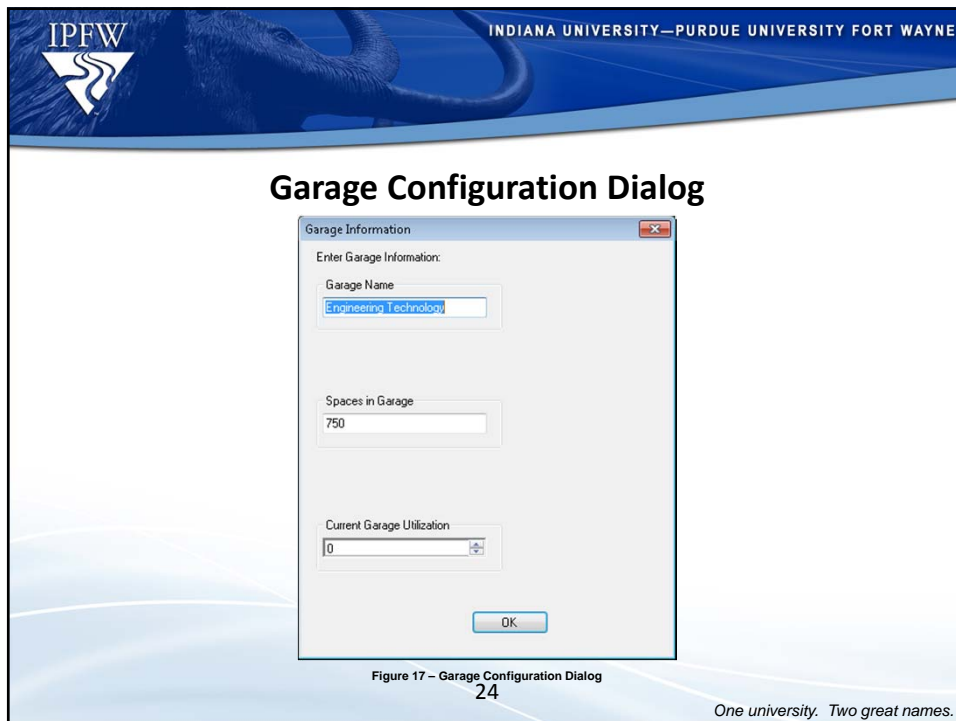 IPFW
INDIANA UNIVERSITY—PURDUE UNIVERSITY FORT WAYNE
Garage Configuration Dialog
Garage Information
Enter Garage Information:
Garage Name
Engineering Technology
Spaces in Garage
750
Current Garage Utilization
0
OK
Figure 17 – Garage Configuration Dialog
24
One university. Two great names.